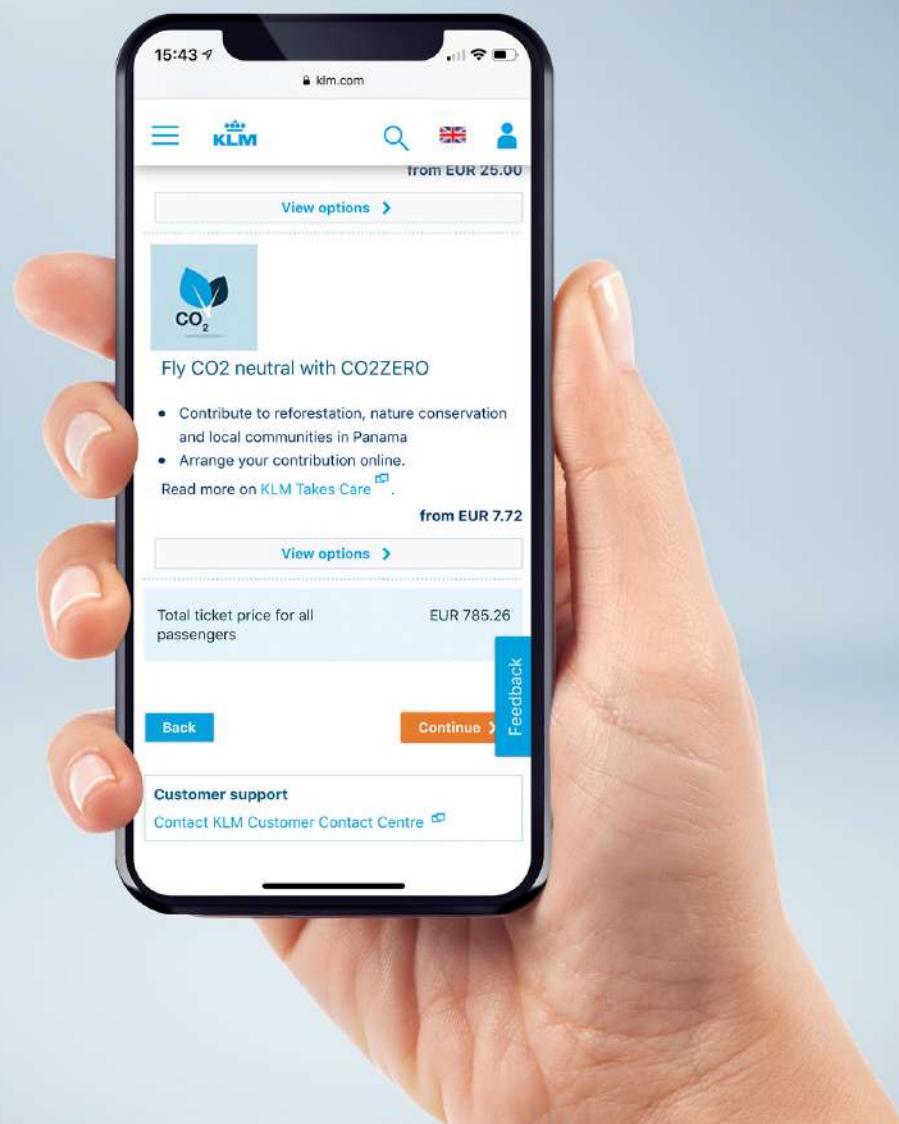 15:43
klm.com
KLM
from EUR 25.00
View options
CO2
Fly CO2 neutral with CO2ZERO
• Contribute to reforestation, nature conservation
and local communities in Panama
• Arrange your contribution online.
Read more on KLM Takes Care .
from EUR 7.72
View options
Total ticket price for all
passengers
EUR 785.26
Feedback
Back
Continue
Customer support
Contact KLM Customer Contact Centre